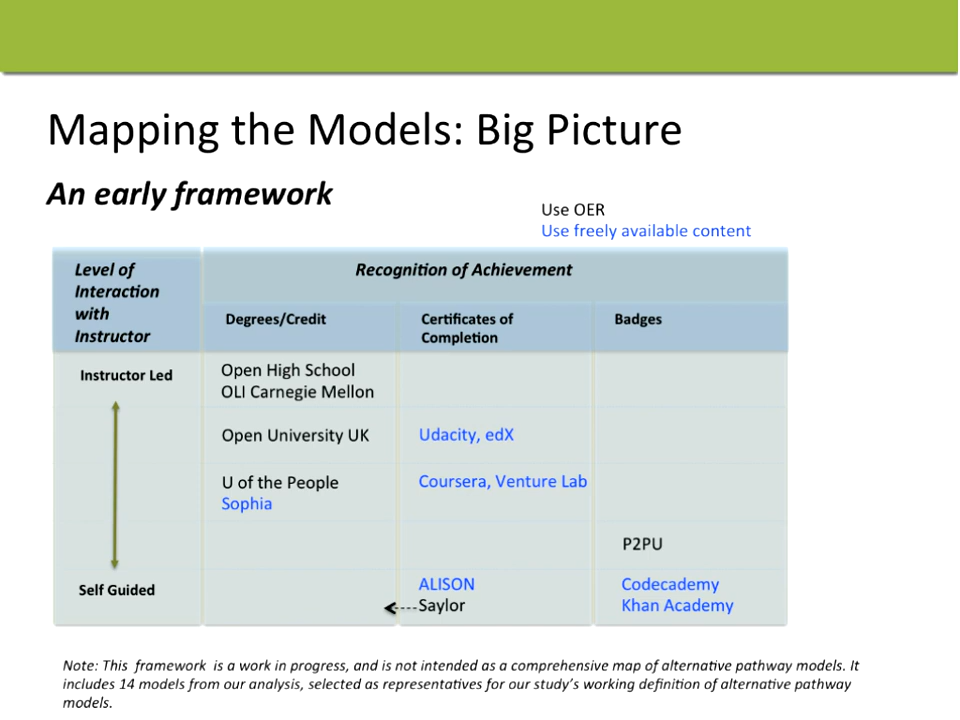 Mapping the Models: Big Picture
An early framework
Use OER
Use freely available content
Level of
Interaction
with
Instructor
Recognition of Achievement
Degrees/Credit
Certificates of
Completion
Badges
Instructor Led
Open High School
OLI Carnegie Mellon
Open University UK
Udacity, edX
U of the People
Sophia
Coursera, Venture Lab
P2PU
Self Guided
ALISON
Saylor
Codecademy
Khan Academy
Note: This framework is a work in progress, and is not intended as a comprehensive map of alternative pathway models. It
includes 14 models from our analysis, selected as representatives for our study's working definition of alternative pathway
models.